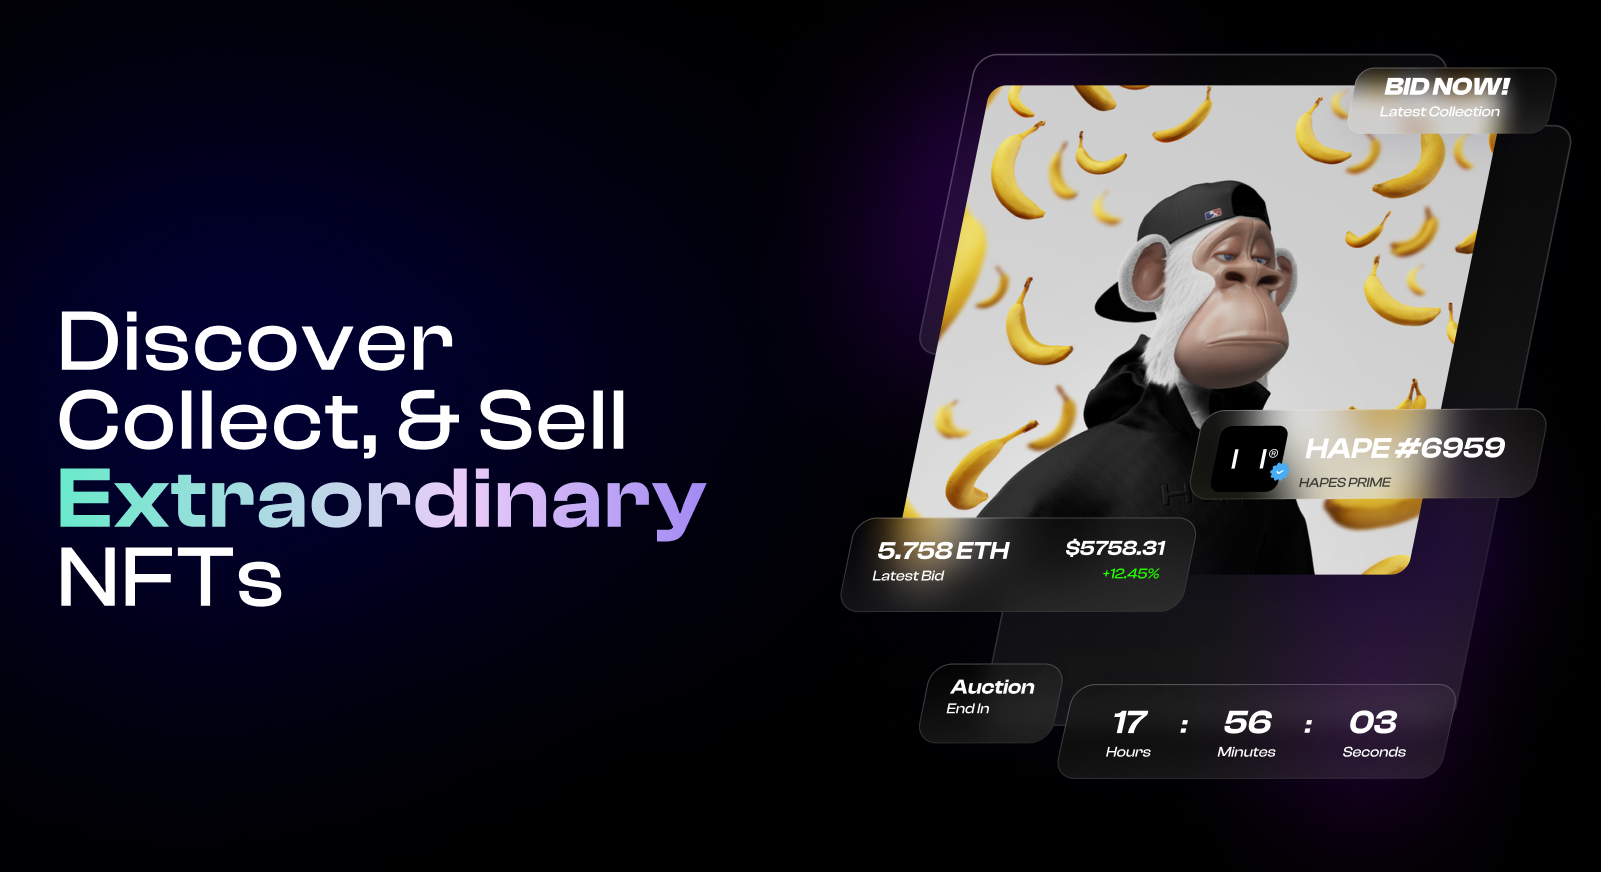 Discover
Collect, & Sell
Extraordinary
NFTs
BID NOW!
Latest Collection
HAPE #6959
HAPES PRIME
5.758 ETH
Latest Bid
$5758.31
+12.45%
Auction
End In
17 : 56 : 03
Hours Minutes Seconds